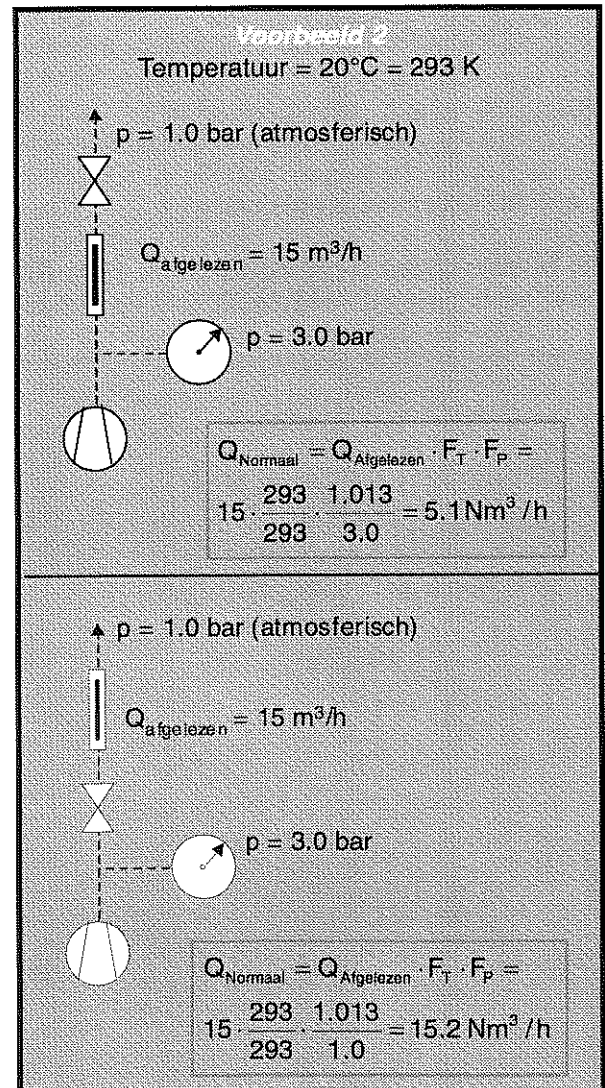 Voorbeeld 2
Temperatuur = 20°C = 293 K
p = 1.0 bar (atmosferisch)
Q_afgelezen = 15 m³/h
p = 3.0 bar
Q_Normaal = Q_Afgelezen · F_T · F_P =
15 · 293/293 · 1.013/3.0 = 5.1 Nm³/h
p = 1.0 bar (atmosferisch)
Q_afgelezen = 15 m³/h
p = 3.0 bar
Q_Normaal = Q_Afgelezen · F_T · F_P =
15 · 293/293 · 1.013/1.0 = 15.2 Nm³/h